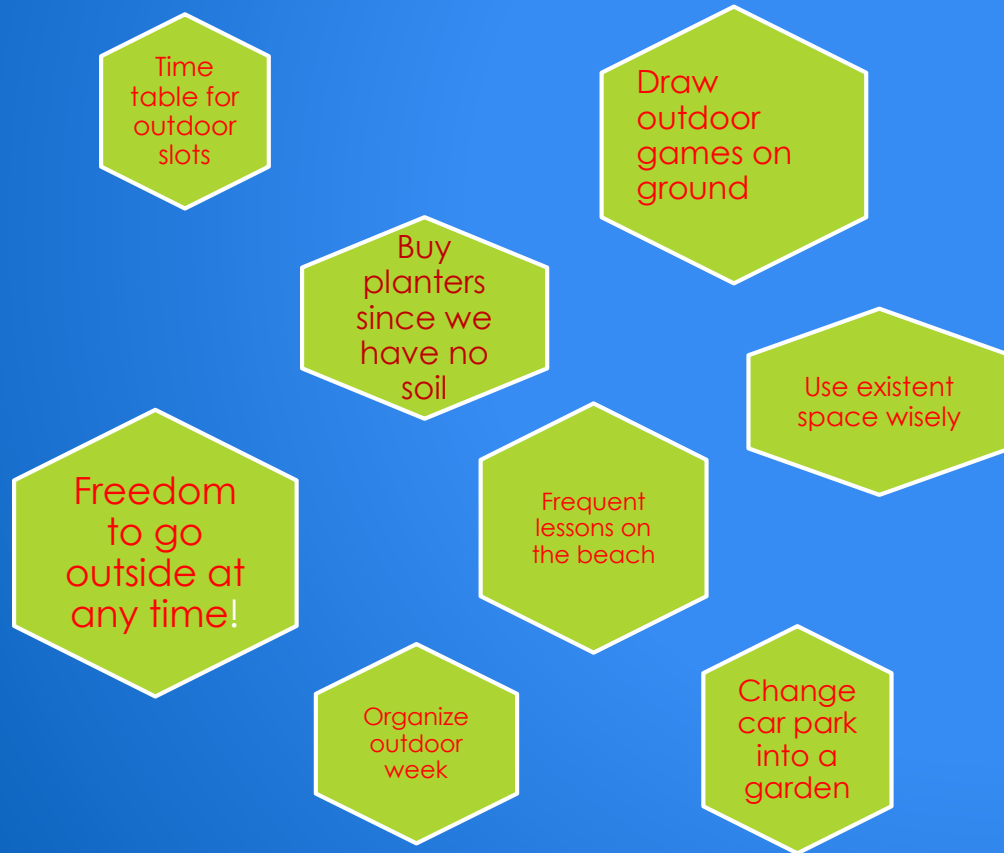 Time
table for
outdoor
slots
Draw
outdoor
games on
ground
Buy
planters
since we
have no
soil
Use existent
space wisely
Freedom
to go
outside at
any time!
Frequent
lessons on
the beach
Organize
outdoor
week
Change
car park
into a
garden